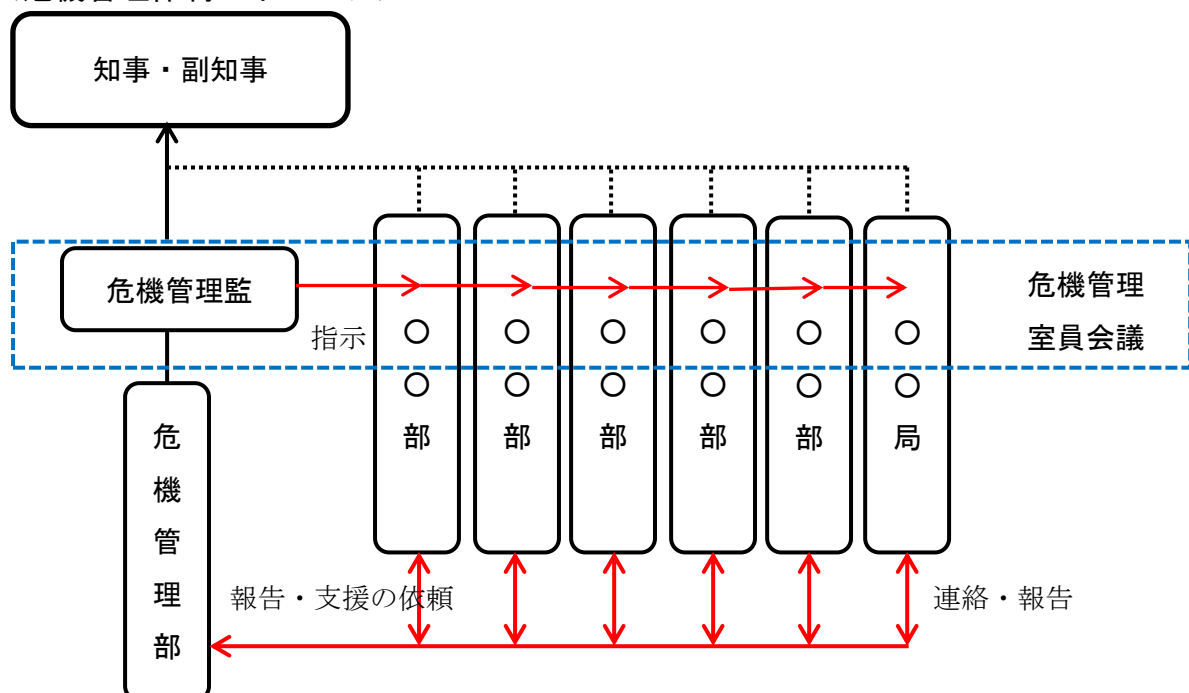 知事・副知事
危機管理監
指示
危機管理
室員会議
○○部
○○部
○○部
○○部
○○部
○○局
危機管理部
報告・支援の依頼
連絡・報告